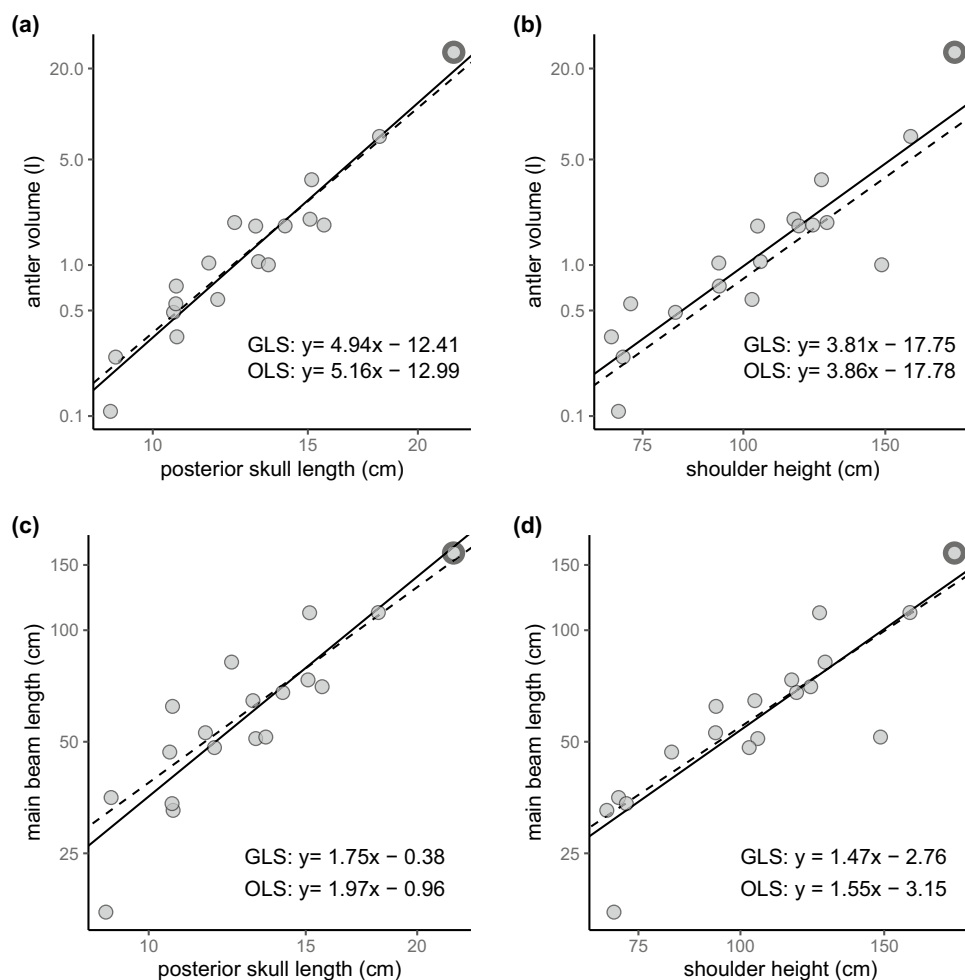 (a)
antler volume (l)
20.0
5.0
1.0
0.5
0.1
GLS: y= 4.94x − 12.41
OLS: y= 5.16x − 12.99
10
15
20
posterior skull length (cm)
(b)
antler volume (l)
20.0
5.0
1.0
0.5
0.1
GLS: y= 3.81x − 17.75
OLS: y= 3.86x − 17.78
75
100
150
shoulder height (cm)
(c)
main beam length (cm)
150
100
50
25
GLS: y= 1.75x − 0.38
OLS: y= 1.97x − 0.96
10
15
20
posterior skull length (cm)
(d)
main beam length (cm)
150
100
50
25
GLS: y = 1.47x − 2.76
OLS: y = 1.55x − 3.15
75
100
150
shoulder height (cm)